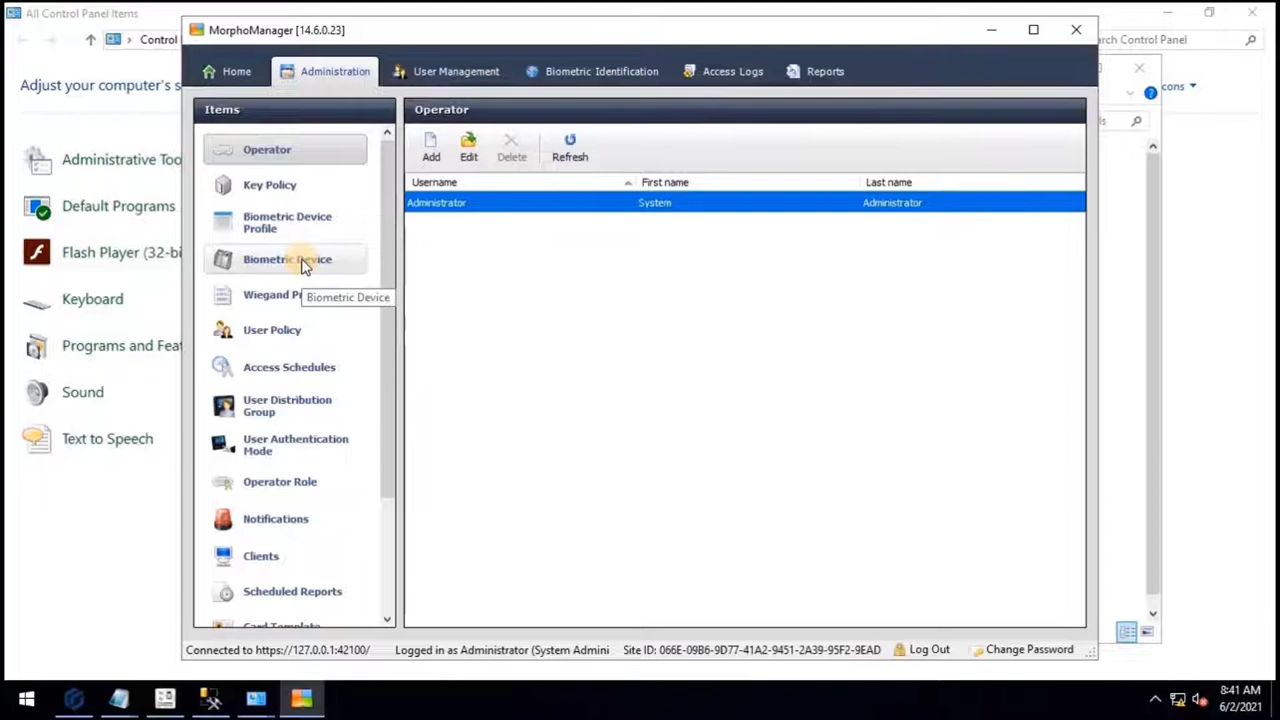 All Control Panel Items
Control
arch Control Panel
Adjust your computer's s
cons
ls
Administrative Too
Default Programs
Flash Player (32-bi
Keyboard
Programs and Feat
Sound
Text to Speech
MorphoManager [14.6.0.23]
Home
Administration
User Management
Biometric Identification
Access Logs
Reports
Items
Operator
Key Policy
Biometric Device
Profile
Biometric Device
Wiegand Pr
Biometric Device
User Policy
Access Schedules
User Distribution
Group
User Authentication
Mode
Operator Role
Notifications
Clients
Scheduled Reports
Card Template
Operator
Add
Edit
Delete
Refresh
Username
First name
Last name
Administrator
System
Administrator
Connected to https://127.0.0.1:42100/
Logged in as Administrator (System Admini
Site ID: 066E-09B6-9D77-41A2-9451-2A39-95F2-9EAD
Log Out
Change Password
8:41 AM
6/2/2021